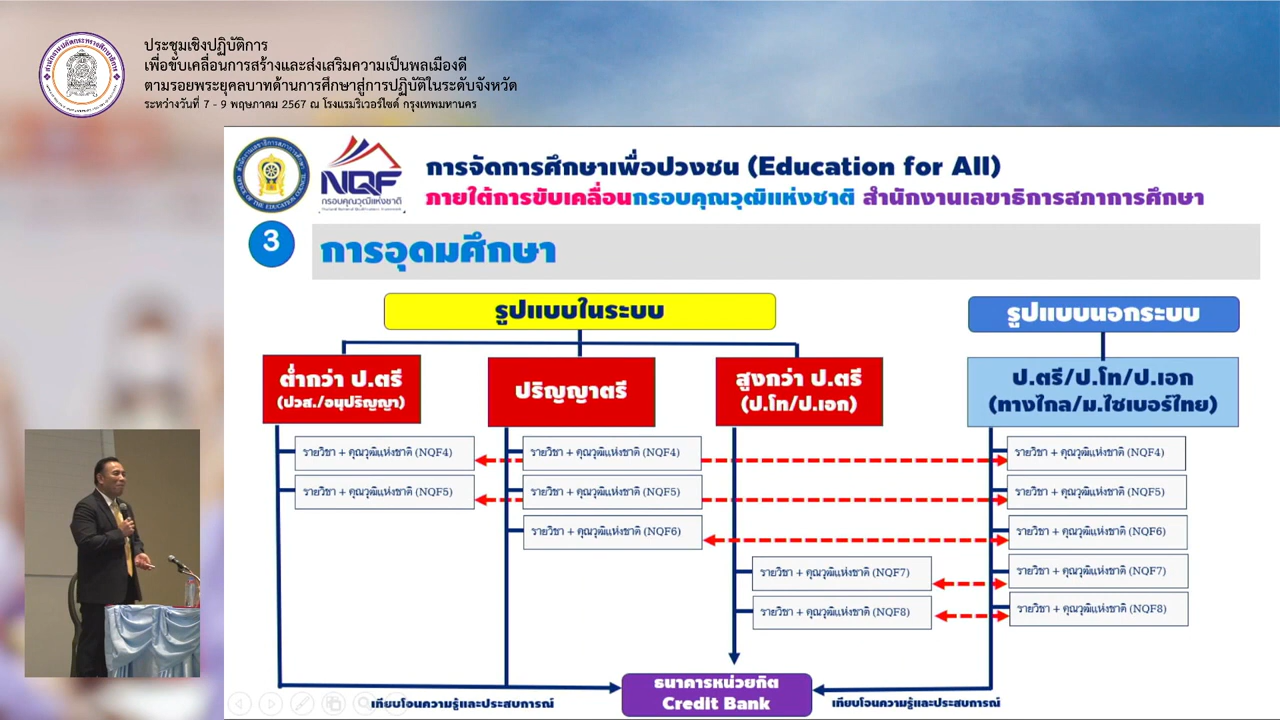 ประชุมเชิงปฏิบัติการ
เพื่อขับเคลื่อนการสร้างและส่งเสริมความเป็นพลเมืองดี
ตามรอยพระยุคลบาทด้านการศึกษาสู่การปฏิบัติในระดับจังหวัด
ระหว่างวันที่ 7 - 9 พฤษภาคม 2567 ณ โรงแรมริเวอร์ไซด์ กรุงเทพมหานคร
NQF
กรอบคุณวุฒิแห่งชาติ
การจัดการศึกษาเพื่อปวงชน (Education for All)
ภายใต้การขับเคลื่อนกรอบคุณวุฒิแห่งชาติ สำนักงานเลขาธิการสภาการศึกษา
3 การอุดมศึกษา
รูปแบบในระบบ
รูปแบบนอกระบบ
ต่ำกว่า ป.ตรี
(ปวส./อนุปริญญา)
ปริญญาตรี
สูงกว่า ป.ตรี
(ป.โท/ป.เอก)
ป.ตรี/ป.โท/ป.เอก
(ทางไกล/ม.ไซเบอร์ไทย)
รายวิชา + คุณวุฒิแห่งชาติ (NQF4)
รายวิชา + คุณวุฒิแห่งชาติ (NQF4)
รายวิชา + คุณวุฒิแห่งชาติ (NQF4)
รายวิชา + คุณวุฒิแห่งชาติ (NQF5)
รายวิชา + คุณวุฒิแห่งชาติ (NQF5)
รายวิชา + คุณวุฒิแห่งชาติ (NQF5)
รายวิชา + คุณวุฒิแห่งชาติ (NQF6)
รายวิชา + คุณวุฒิแห่งชาติ (NQF6)
รายวิชา + คุณวุฒิแห่งชาติ (NQF7)
รายวิชา + คุณวุฒิแห่งชาติ (NQF7)
รายวิชา + คุณวุฒิแห่งชาติ (NQF8)
รายวิชา + คุณวุฒิแห่งชาติ (NQF8)
เทียบโอนความรู้และประสบการณ์
ธนาคารหน่วยกิต
Credit Bank
เทียบโอนความรู้และประสบการณ์